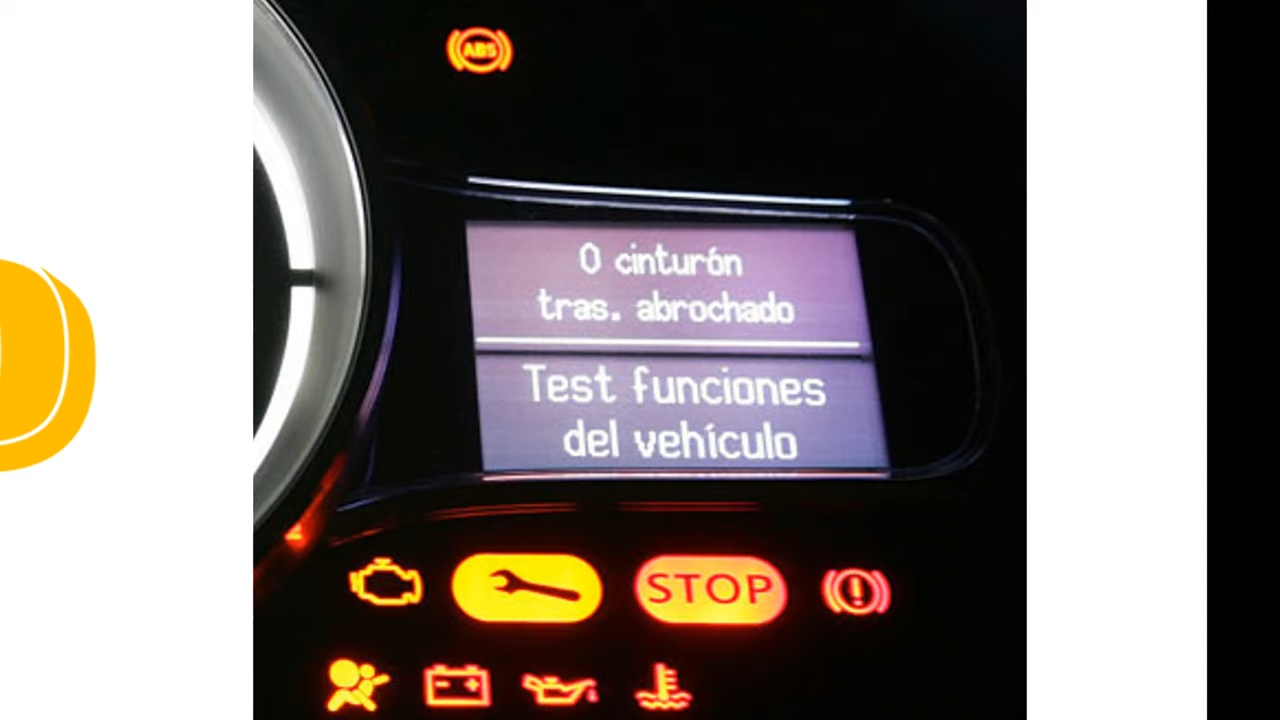 ABS
0 cinturón
tras. abrochado
Test funciones
del vehículo
STOP